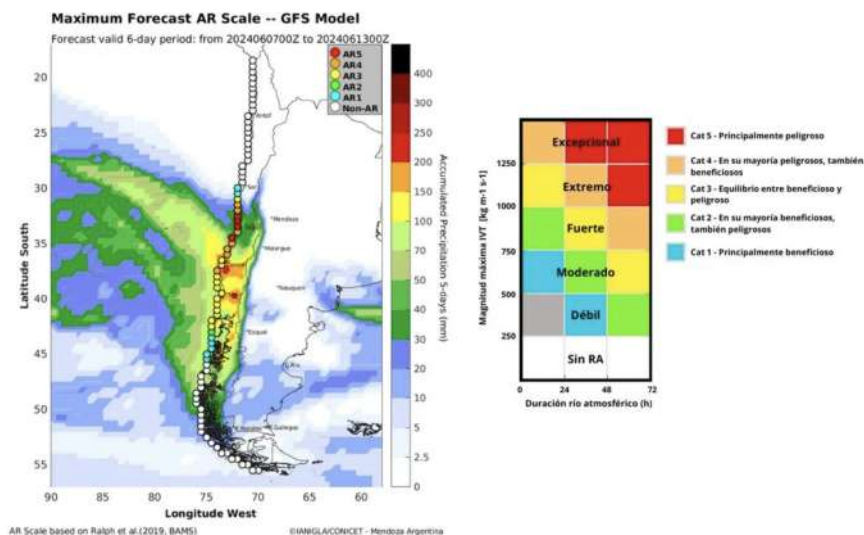 Maximum Forecast AR Scale -- GFS Model
Forecast valid 6-day period: from 2024060700Z to 2024061300Z
AR5
AR4
AR3
AR2
AR1
Non-AR
Antof
Mendoza
Malargue
Neuquen
Esquel
Latitude South
20
25
30
35
40
45
50
55
90
85
80
75
70
65
60
Longitude West
400
300
200
150
100
70
50
30
20
10
5
2.5
0
Accumulated Precipitation 5-days (mm)
AR Scale based on Ralph et al.(2019, BAMS)
©IANIGLA/CONICET - Mendoza Argentina
Magnitud máxima IVT [kg m-1 s-1]
1250
1000
750
500
250
Excepcional
Extremo
Fuerte
Moderado
Débil
Sin RA
0
24
48
72
Duración río atmosférico (h)
Cat 5 - Principalmente peligroso
Cat 4 - En su mayoría peligrosos, también
beneficiosos
Cat 3 - Equilibrio entre beneficioso y
peligroso
Cat 2 - En su mayoría beneficiosos,
también peligrosos
Cat 1 - Principalmente beneficioso